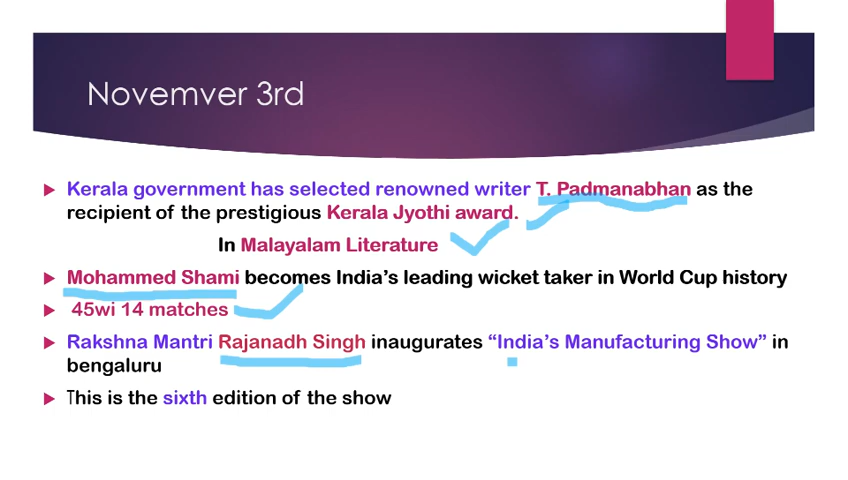 Novemver 3rd
Kerala government has selected renowned writer T. Padmanabhan as the
recipient of the prestigious Kerala Jyothi award.
In Malayalam Literature
Mohammed Shami becomes India's leading wicket taker in World Cup history
45wi 14 matches
Rakshna Mantri Rajanadh Singh inaugurates “India's Manufacturing Show” in
bengaluru
This is the sixth edition of the show